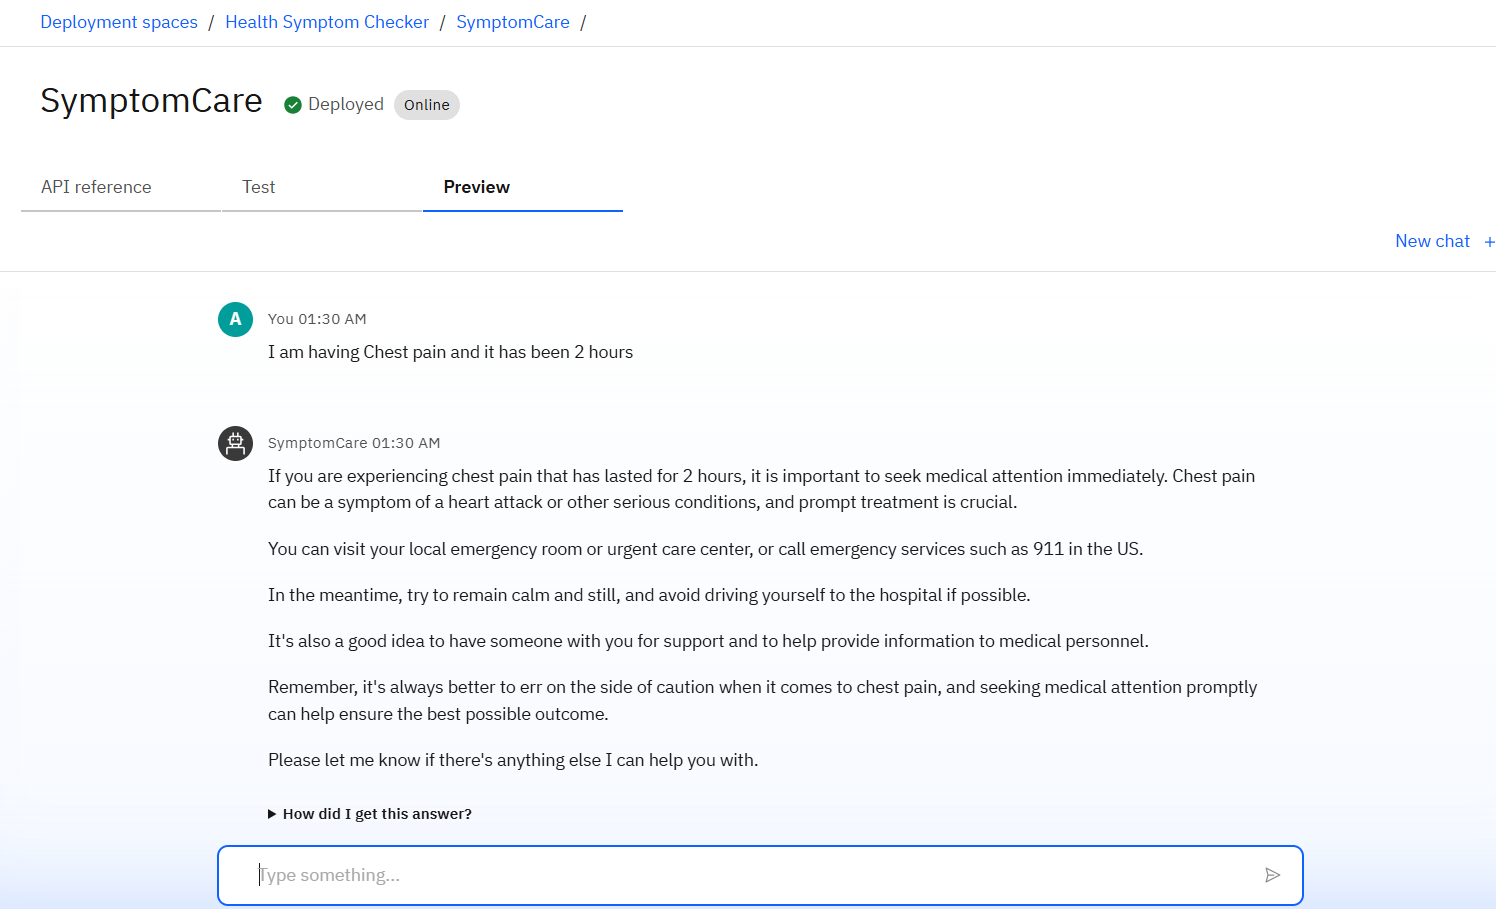 Deployment spaces / Health Symptom Checker / SymptomCare /
SymptomCare Deployed Online
API reference Test Preview
New chat +
A You 01:30 AM
I am having Chest pain and it has been 2 hours
SymptomCare 01:30 AM
If you are experiencing chest pain that has lasted for 2 hours, it is important to seek medical attention immediately. Chest pain
can be a symptom of a heart attack or other serious conditions, and prompt treatment is crucial.
You can visit your local emergency room or urgent care center, or call emergency services such as 911 in the US.
In the meantime, try to remain calm and still, and avoid driving yourself to the hospital if possible.
It's also a good idea to have someone with you for support and to help provide information to medical personnel.
Remember, it's always better to err on the side of caution when it comes to chest pain, and seeking medical attention promptly
can help ensure the best possible outcome.
Please let me know if there's anything else I can help you with.
How did I get this answer?
Type something...